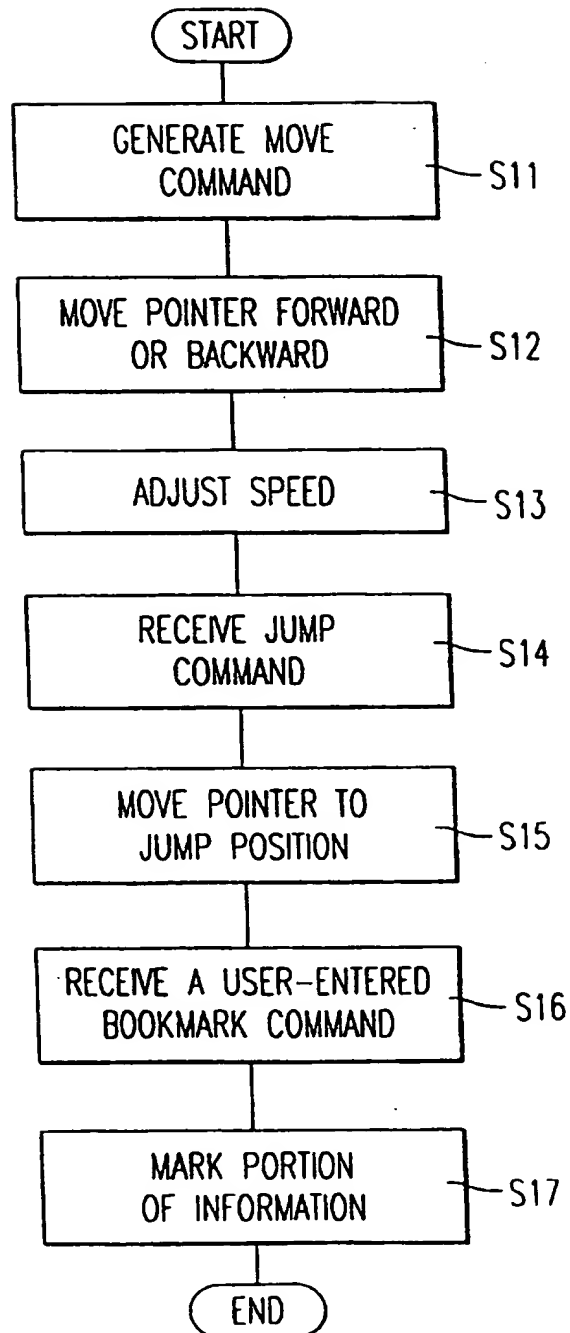 START
GENERATE MOVE
COMMAND
S11
MOVE POINTER FORWARD
OR BACKWARD
S12
ADJUST SPEED
S13
RECEIVE JUMP
COMMAND
S14
MOVE POINTER TO
JUMP POSITION
S15
RECEIVE A USER-ENTERED
BOOKMARK COMMAND
S16
MARK PORTION
OF INFORMATION
S17
END